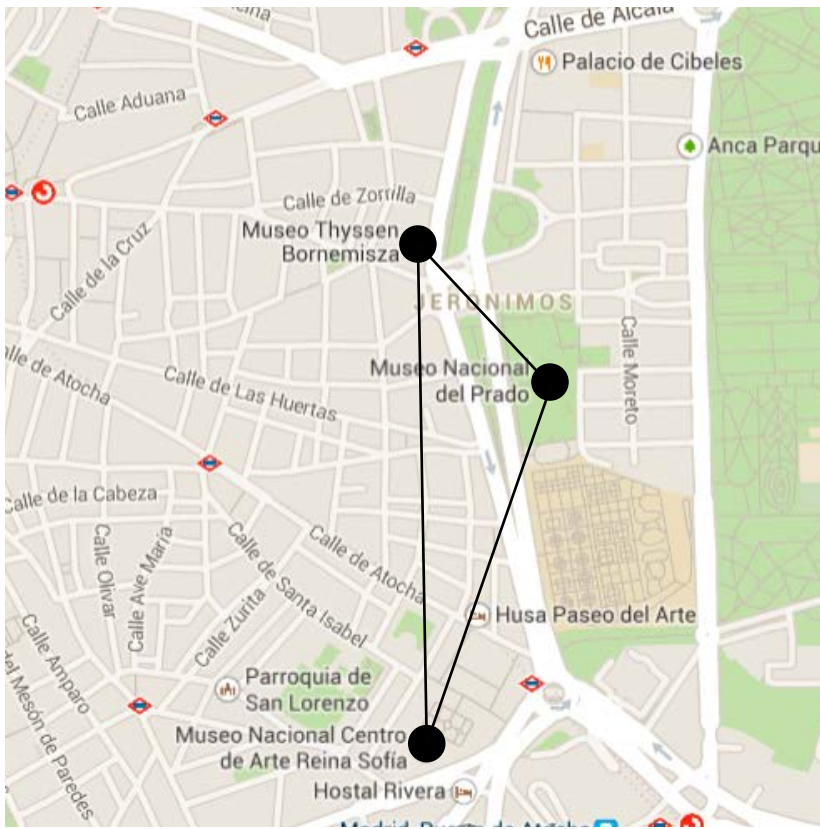 Calle de Alcalá
Palacio de Cibeles
Calle Aduana
Anca Parqu
Calle de Zorrilla
Museo Thyssen
Bornemisza
Calle de la Cruz
JERÓNIMOS
Calle Moreto
Museo Nacional
del Prado
alle de Atocha
Calle de Las Huertas
Calle de la Cabeza
Calle Olivar
Calle Ave María
Calle de Santa Isabel
Calle de Atocha
Calle Zurita
Husa Paseo del Arte
Calle Amparo
del Mesón de Paredes
Parroquia de
San Lorenzo
Museo Nacional Centro
de Arte Reina Sofía
Hostal Rivera